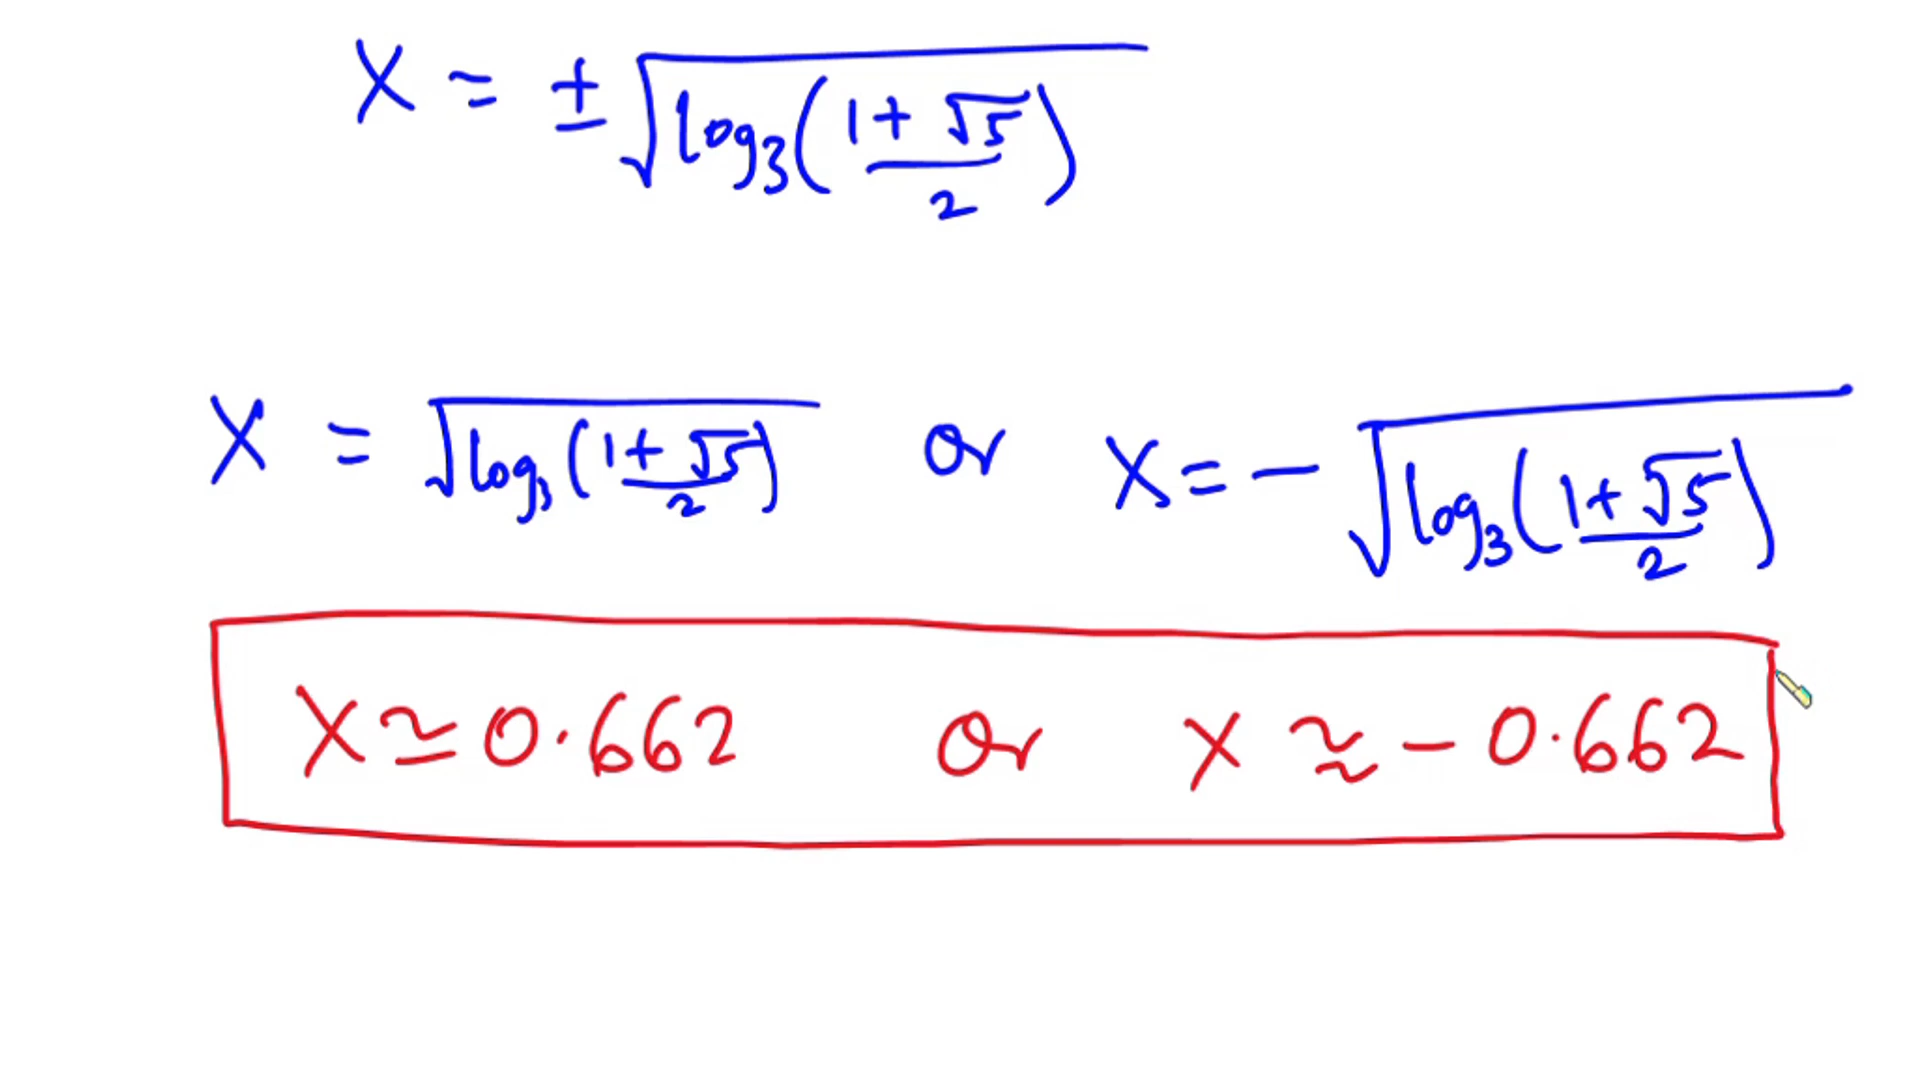 X = ± √(log₃((1+√5)/2))
X = √(log₃((1+√5)/2)) or X = − √(log₃((1+√5)/2))
X ≃ 0.662 or X ≈ − 0.662